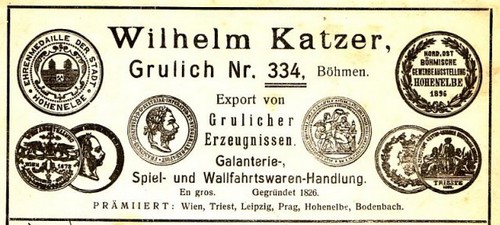 Wilhelm Katzer,
Grulich Nr. 334, Böhmen.
Export von
Grulicher
Erzeugnissen.
Galanterie-,
Spiel- und Wallfahrtswaren-Handlung.
En gros. Gegründet 1826.
PRÄMIIERT: Wien, Triest, Leipzig, Prag, Hohenelbe, Bodenbach.
EHRENMEDAILLE DER STADT
HOHENELBE
NORD. OST
BÖHMISCHE
GEWERBEAUSSTELLUNG
HOHENELBE
1896
TRIESTE